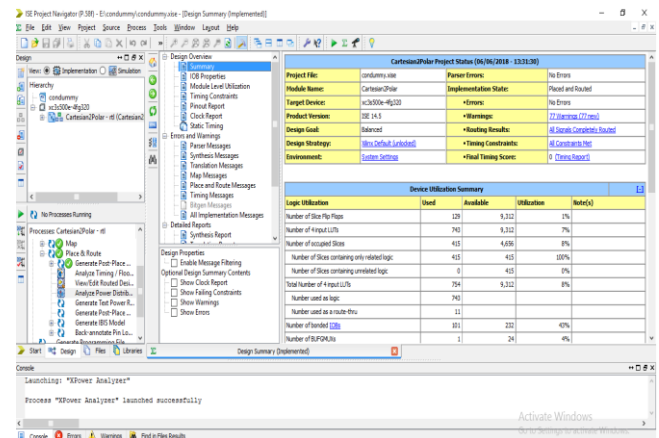 ISE Project Navigator (P.58f) - E:\condummy\condummy.xise - [Design Summary (Implemented)]
File Edit View Project Source Process Tools Window Layout Help
Design
View: Implementation Simulation
Hierarchy
condummy
xc3s500e-4fg320
Cartesian2Polar - rtl (Cartesian2
No Processes Running
Processes: Cartesian2Polar - rtl
Map
Place & Route
Generate Post-Place ...
Analyze Timing / Floo...
View/Edit Routed Desi...
Analyze Power Distrib...
Generate Text Power R...
Generate Post-Place ...
Generate IBIS Model
Back-annotate Pin Lo...
Generate Programming File
Start Design Files Libraries
Design Overview
Summary
IOB Properties
Module Level Utilization
Timing Constraints
Pinout Report
Clock Report
Static Timing
Errors and Warnings
Parser Messages
Synthesis Messages
Translation Messages
Map Messages
Place and Route Messages
Timing Messages
Bitgen Messages
All Implementation Messages
Detailed Reports
Synthesis Report
Design Properties
Enable Message Filtering
Optional Design Summary Contents
Show Clock Report
Show Failing Constraints
Show Warnings
Show Errors
Design Summary (Implemented)
Cartesian2Polar Project Status (06/06/2018 - 13:31:30)
Project File: condummy.xise Parser Errors: No Errors
Module Name: Cartesian2Polar Implementation State: Placed and Routed
Target Device: xc3s500e-4fg320 •Errors: No Errors
Product Version: ISE 14.5 •Warnings: 77 Warnings (77 new)
Design Goal: Balanced •Routing Results: All Signals Completely Routed
Design Strategy: Xilinx Default (unlocked) •Timing Constraints: All Constraints Met
Environment: System Settings •Final Timing Score: 0 (Timing Report)
Device Utilization Summary [-]
Logic Utilization Used Available Utilization Note(s)
Number of Slice Flip Flops 129 9,312 1%
Number of 4 input LUTs 743 9,312 7%
Number of occupied Slices 415 4,656 8%
Number of Slices containing only related logic 415 415 100%
Number of Slices containing unrelated logic 0 415 0%
Total Number of 4 input LUTs 754 9,312 8%
Number used as logic 743
Number used as a route-thru 11
Number of bonded IOBs 101 232 43%
Number of BUFGMUXs 1 24 4%
Console
Launching: "XPower Analyzer"
Process "XPower Analyzer" launched successfully
Activate Windows
Go to Settings to activate Windows.
Console Errors Warnings Find in Files Results